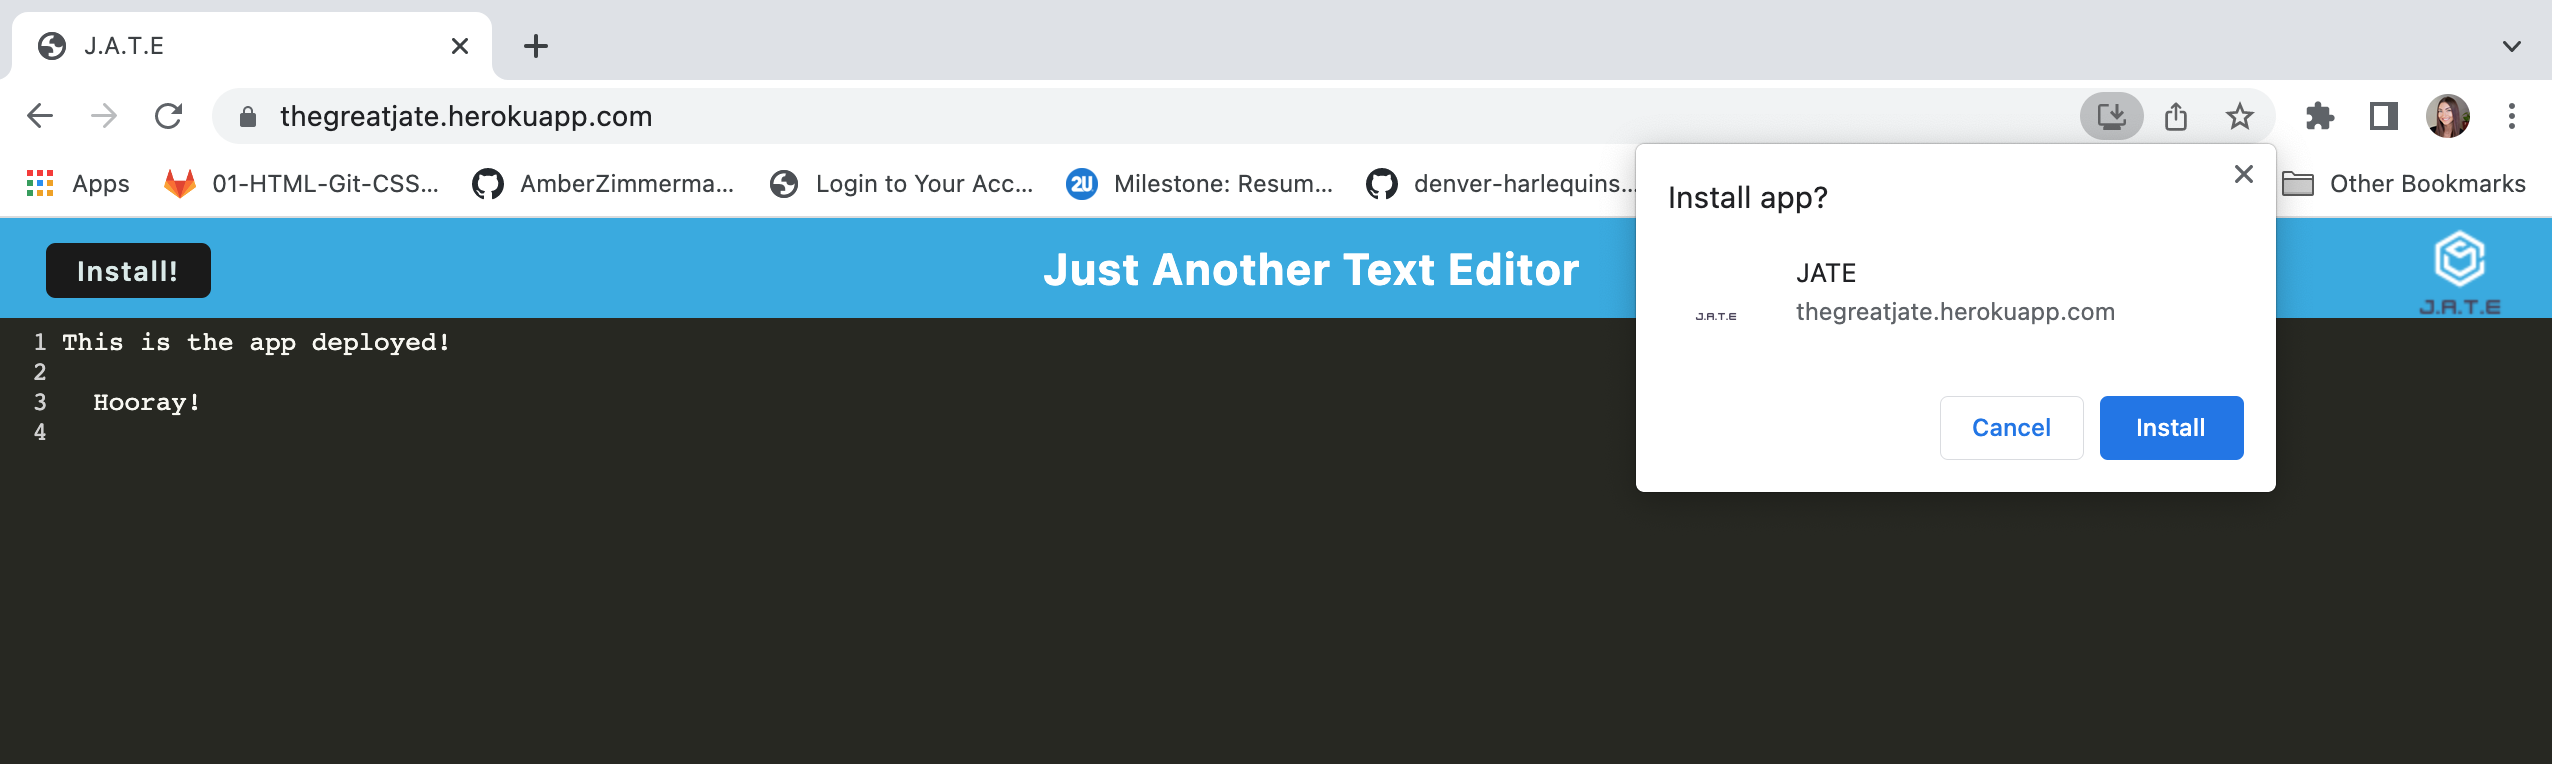 J.A.T.E
thegreatjate.herokuapp.com
Apps
01-HTML-Git-CSS...
AmberZimmerma...
Login to Your Acc...
2U
Milestone: Resum...
denver-harlequins...
Other Bookmarks
Install!
Just Another Text Editor
J.A.T.E
Install app?
J.A.T.E
JATE
thegreatjate.herokuapp.com
Cancel
Install
1 This is the app deployed!
2
3 Hooray!
4